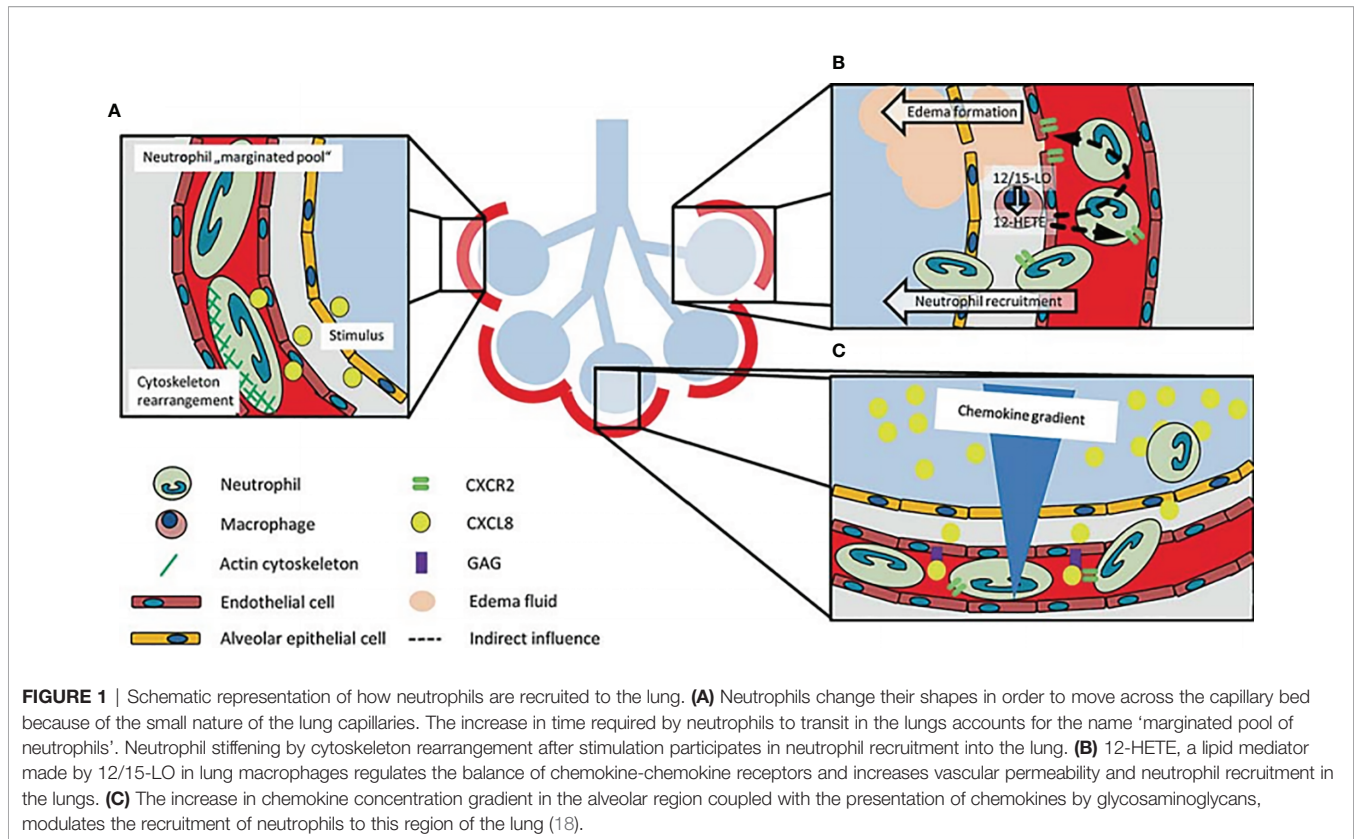 A
Neutrophil „marginated pool“
Stimulus
Cytoskeleton
rearrangement
B
Edema formation
12/15-LO
12-HETE
Neutrophil recruitment
C
Chemokine gradient
Neutrophil
Macrophage
Actin cytoskeleton
Endothelial cell
Alveolar epithelial cell
CXCR2
CXCL8
GAG
Edema fluid
Indirect influence
FIGURE 1 | Schematic representation of how neutrophils are recruited to the lung. (A) Neutrophils change their shapes in order to move across the capillary bed
because of the small nature of the lung capillaries. The increase in time required by neutrophils to transit in the lungs accounts for the name ‘marginated pool of
neutrophils’. Neutrophil stiffening by cytoskeleton rearrangement after stimulation participates in neutrophil recruitment into the lung. (B) 12-HETE, a lipid mediator
made by 12/15-LO in lung macrophages regulates the balance of chemokine-chemokine receptors and increases vascular permeability and neutrophil recruitment in
the lungs. (C) The increase in chemokine concentration gradient in the alveolar region coupled with the presentation of chemokines by glycosaminoglycans,
modulates the recruitment of neutrophils to this region of the lung (18).